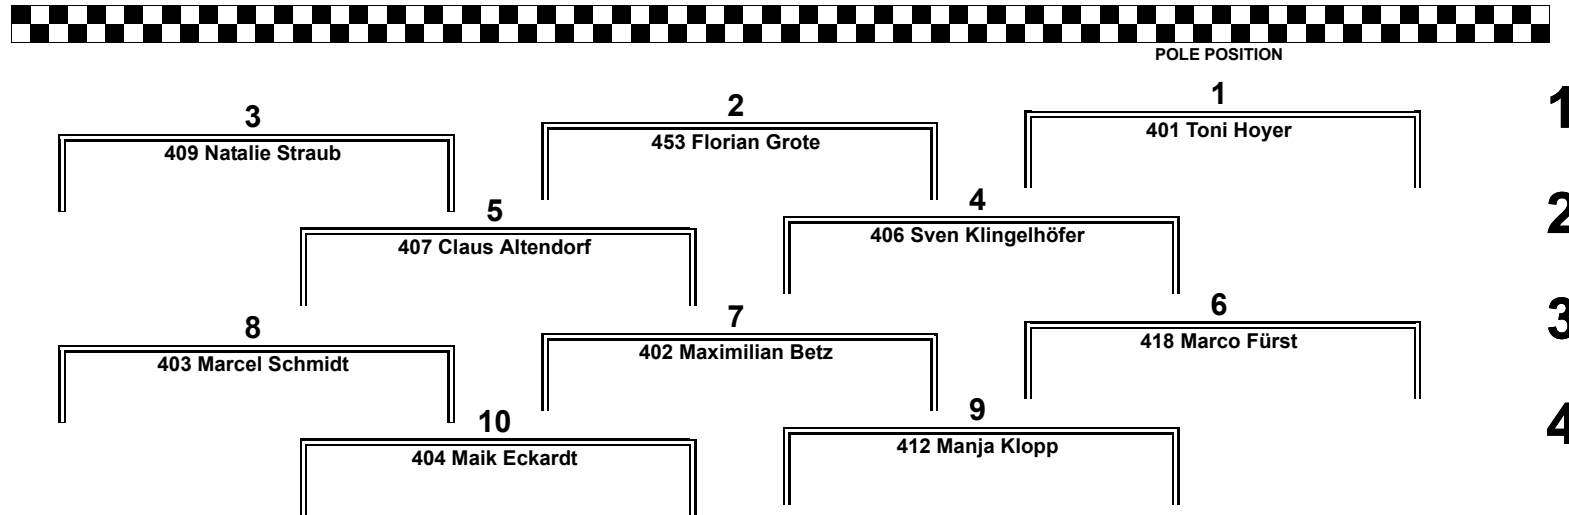 POLE POSITION
1
401 Toni Hoyer
2
453 Florian Grote
3
409 Natalie Straub
1
4
406 Sven Klingelhöfer
5
407 Claus Altendorf
2
6
418 Marco Fürst
7
402 Maximilian Betz
8
403 Marcel Schmidt
3
9
412 Manja Klopp
10
404 Maik Eckardt
4